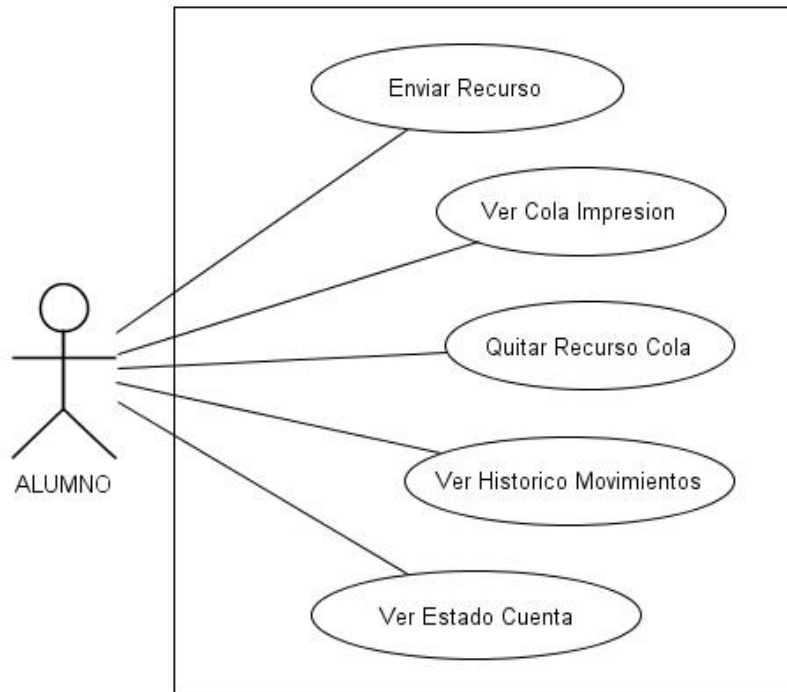 Enviar Recurso
Ver Cola Impresion
Quitar Recurso Cola
Ver Historico Movimientos
Ver Estado Cuenta
ALUMNO